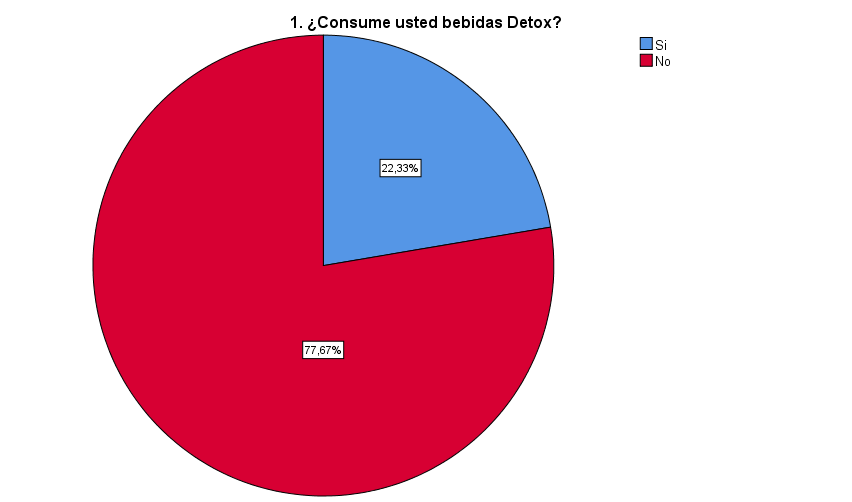 1. ¿Consume usted bebidas Detox?
Si
No
22,33%
77,67%